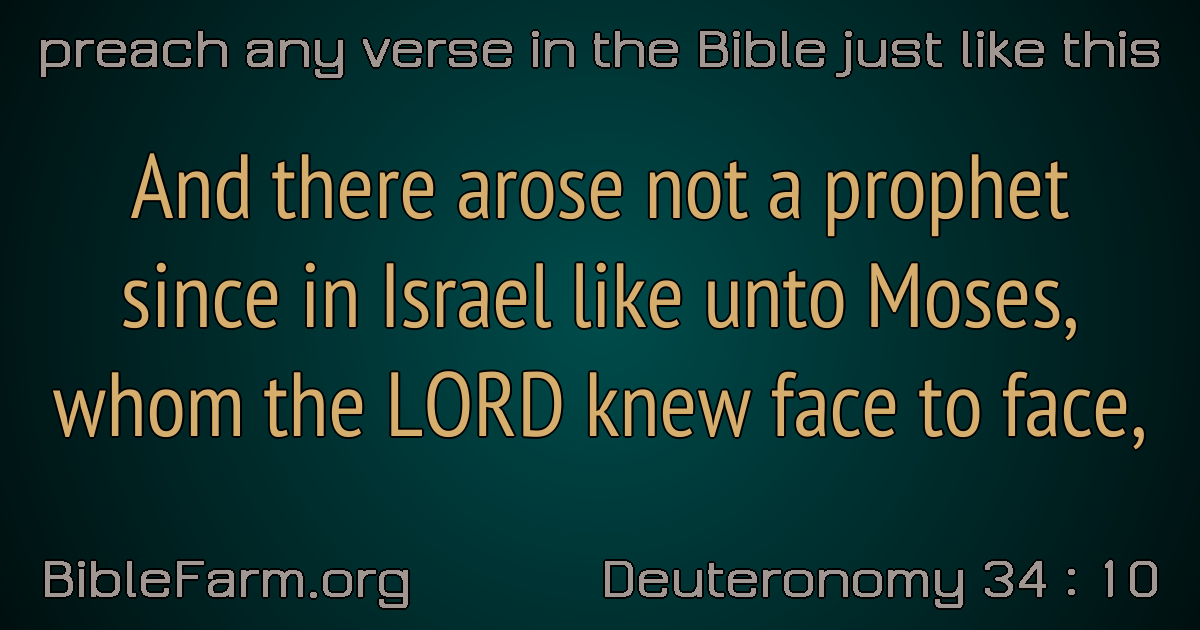 preach any verse in the Bible just like this
And there arose not a prophet
since in Israel like unto Moses,
whom the LORD knew face to face,
BibleFarm.org
Deuteronomy 34 : 10